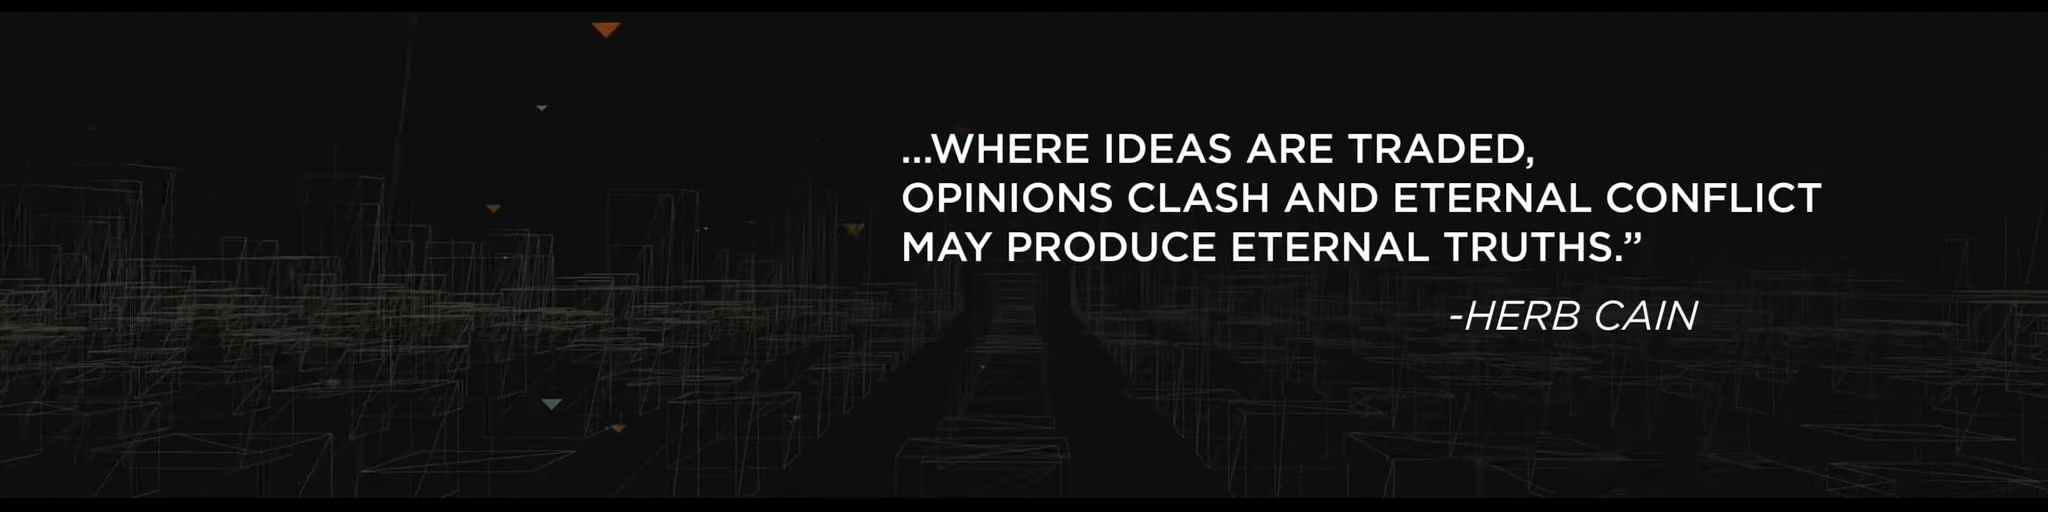 ...WHERE IDEAS ARE TRADED,
OPINIONS CLASH AND ETERNAL CONFLICT
MAY PRODUCE ETERNAL TRUTHS.”
-HERB CAIN